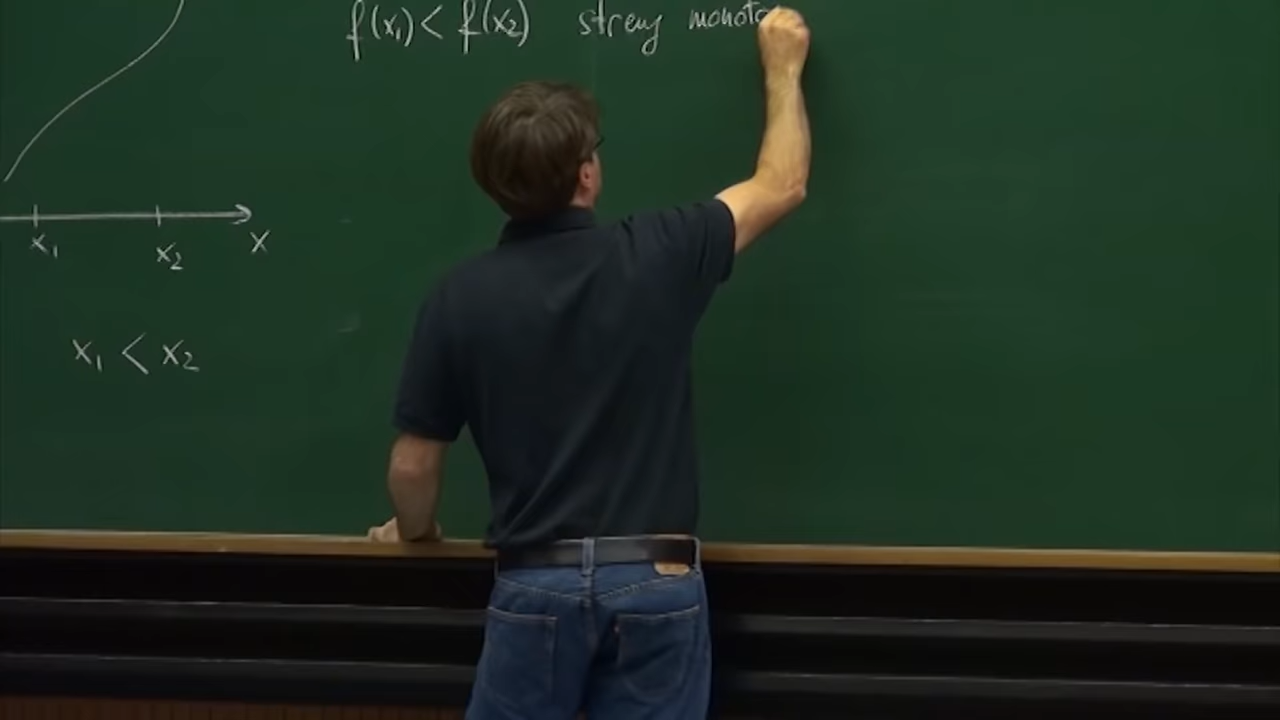 f(x₁) < f(x₂) streng monoto
x₁ x₂ x
x₁ < x₂